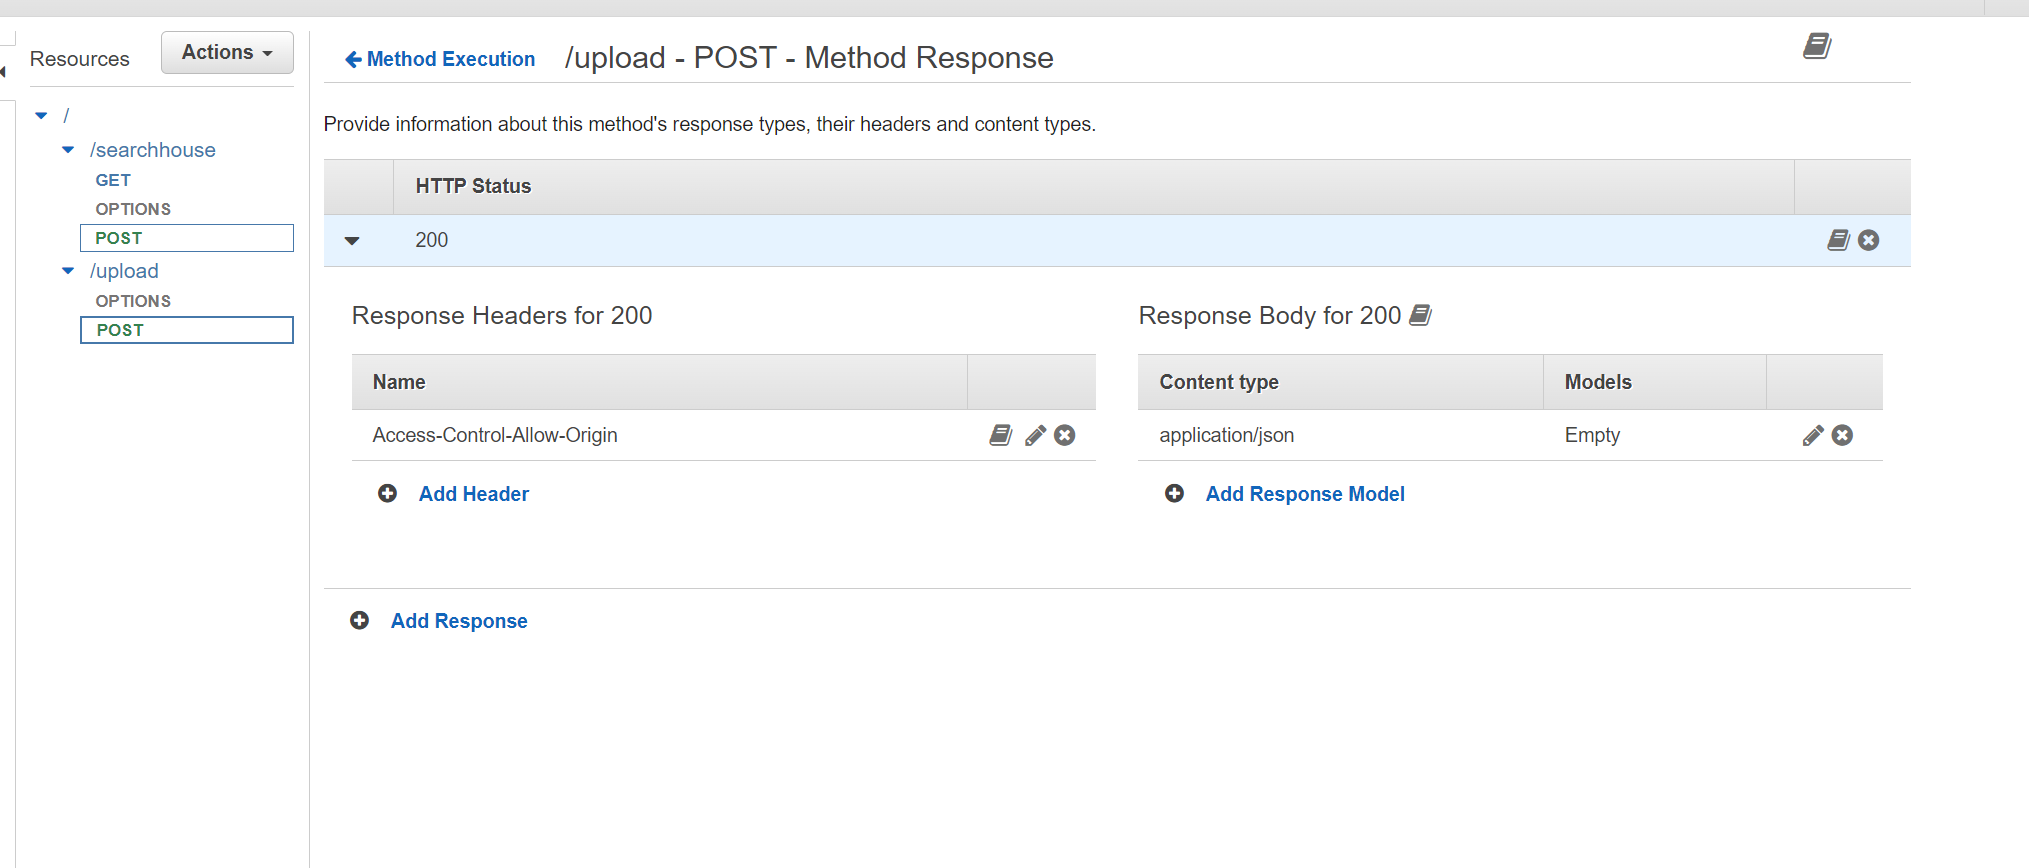 Resources
Actions
/
/searchhouse
GET
OPTIONS
POST
/upload
OPTIONS
POST
Method Execution /upload - POST - Method Response
Provide information about this method's response types, their headers and content types.
HTTP Status
200
Response Headers for 200
Name
Access-Control-Allow-Origin
Add Header
Response Body for 200
Content type Models
application/json Empty
Add Response Model
Add Response